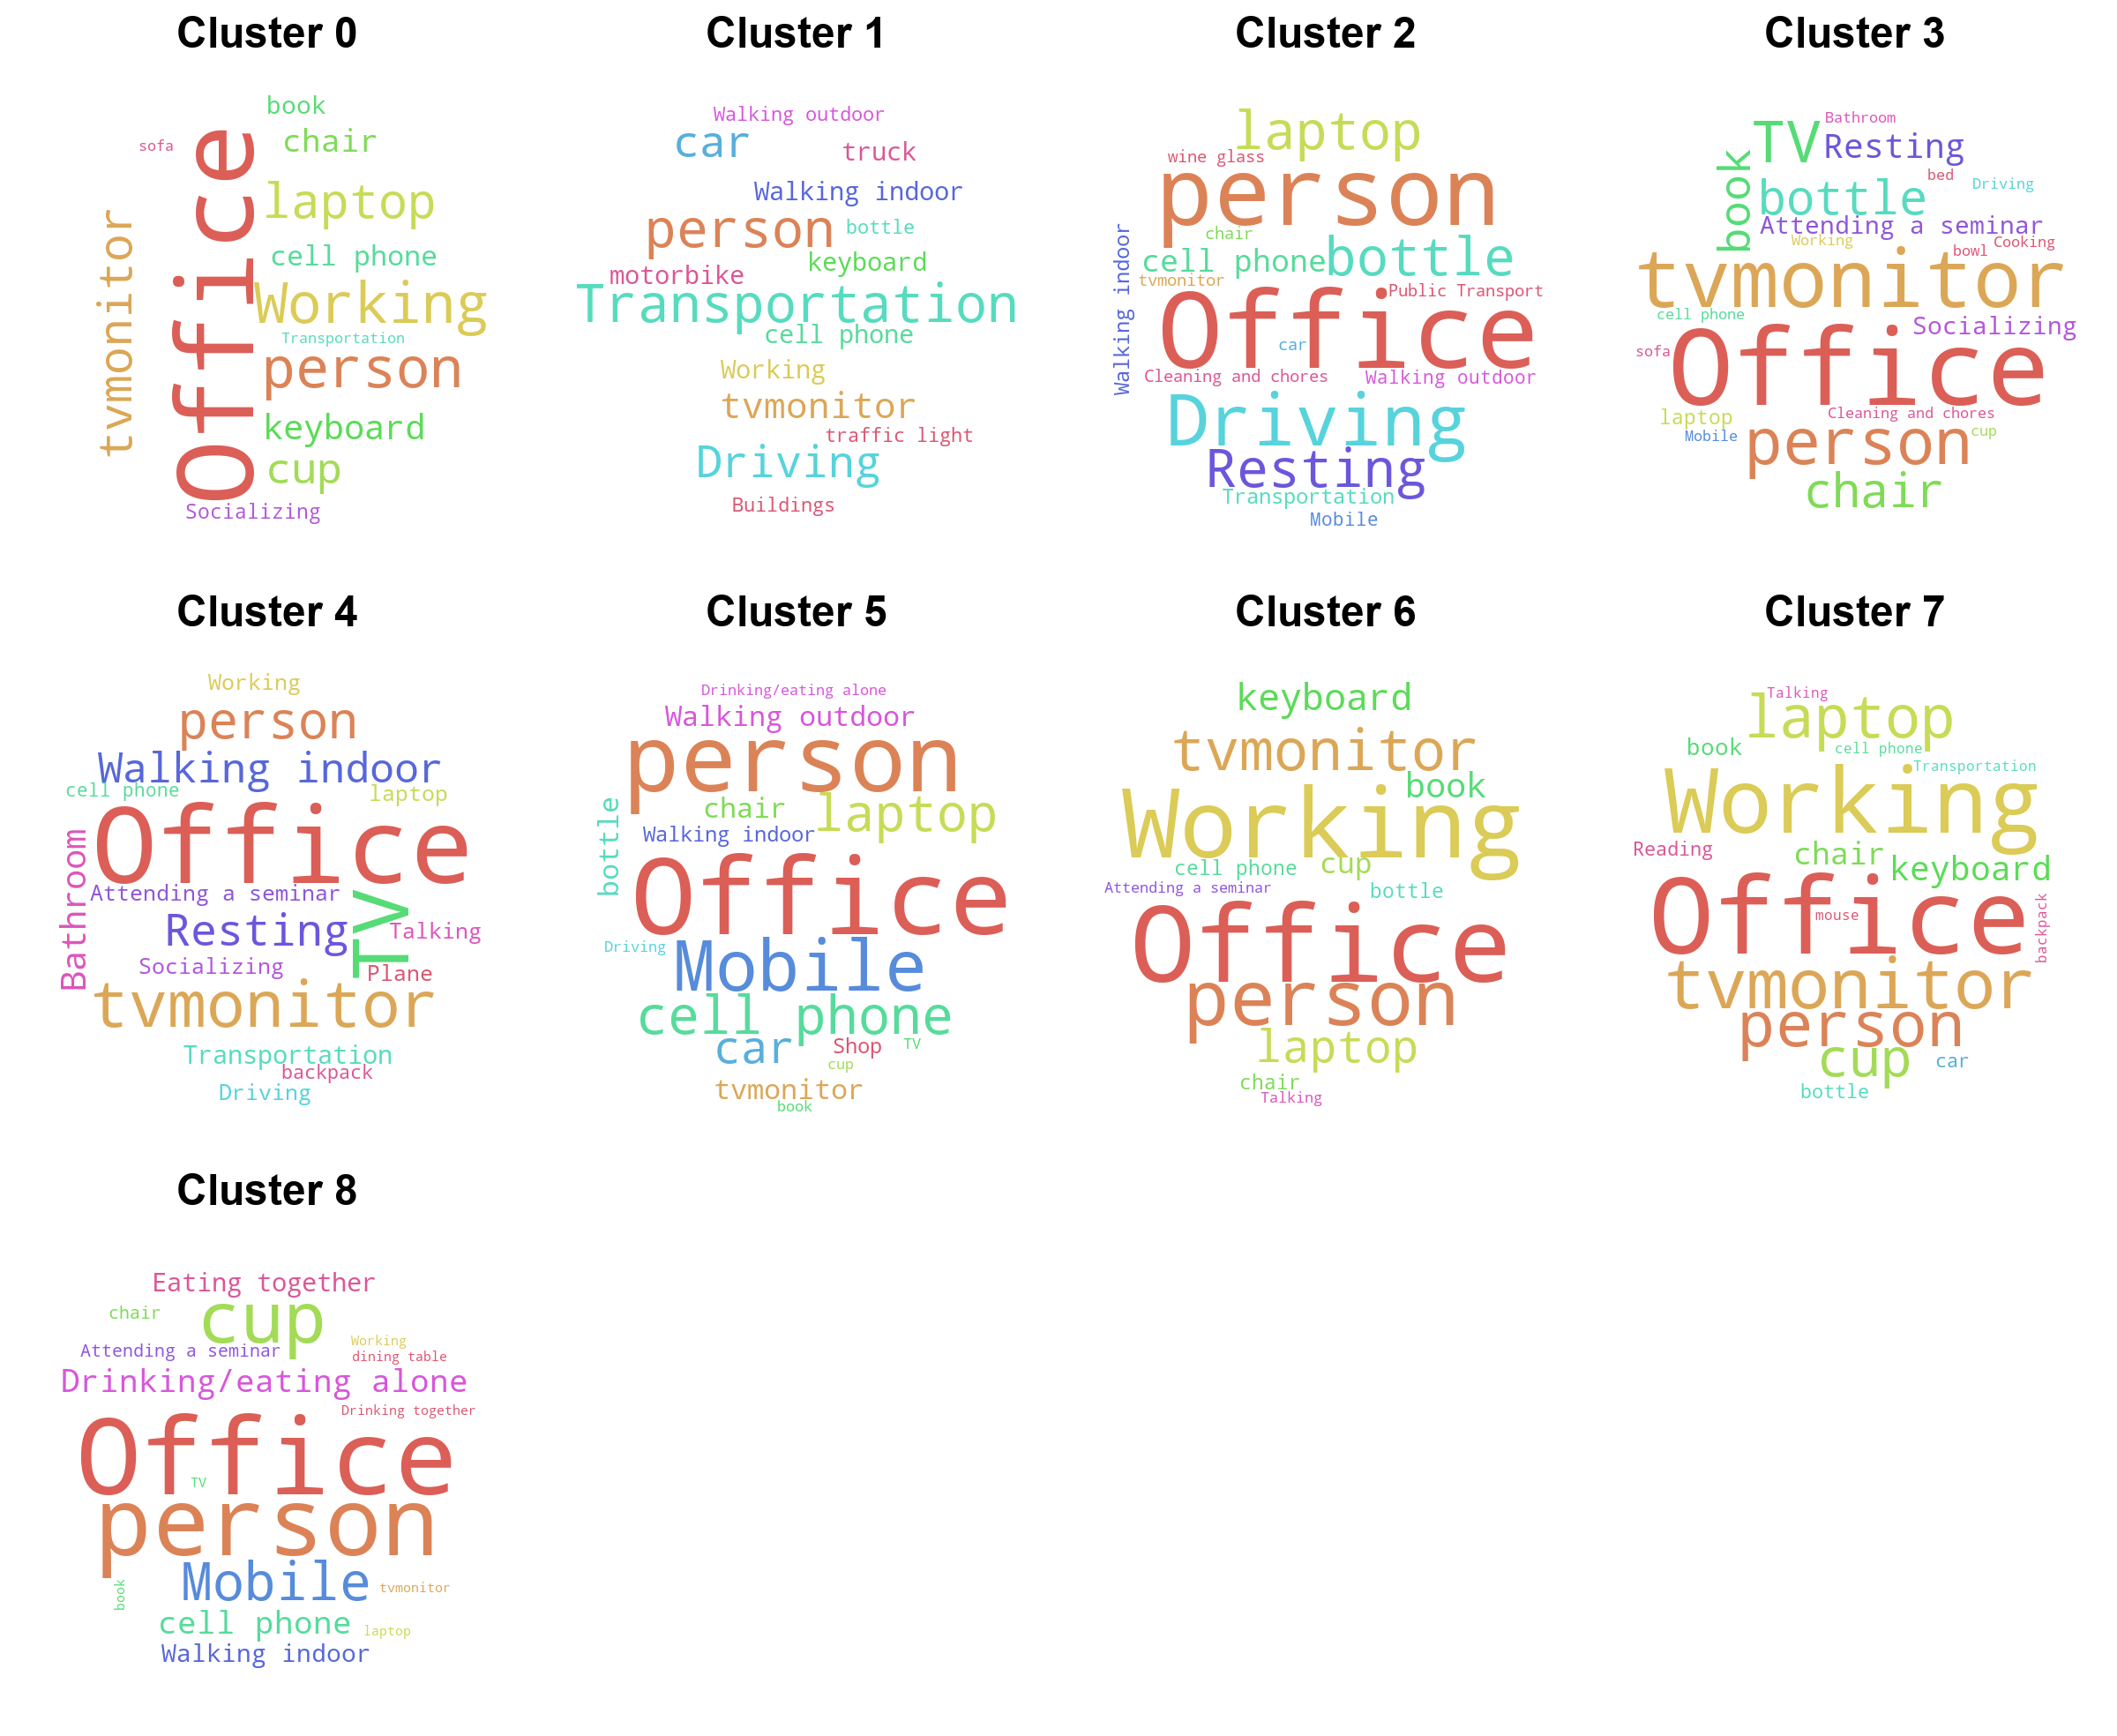 Cluster 0
book
sofa
chair
Office
laptop
tvmonitor
cell phone
Working
Transportation
person
keyboard
cup
Socializing
Cluster 1
Walking outdoor
car
truck
Walking indoor
person
bottle
keyboard
motorbike
Transportation
cell phone
Working
tvmonitor
traffic light
Driving
Buildings
Cluster 2
laptop
wine glass
person
chair
Walking indoor
cell phone
bottle
tvmonitor
Public Transport
Office
car
Cleaning and chores
Walking outdoor
Driving
Resting
Transportation
Mobile
Cluster 3
Bathroom
TV
Resting
book
bed
Driving
bottle
Attending a seminar
Working
Cooking
bowl
tvmonitor
cell phone
Socializing
sofa
Office
laptop
Cleaning and chores
Mobile
person
cup
chair
Cluster 4
Working
person
Walking indoor
cell phone
laptop
Office
Bathroom
Attending a seminar
TV
Resting
Talking
Socializing
Plane
tvmonitor
Transportation
backpack
Driving
Cluster 5
Drinking/eating alone
Walking outdoor
person
chair
laptop
bottle
Walking indoor
Office
Driving
Mobile
cell phone
car
Shop
TV
cup
tvmonitor
book
Cluster 6
keyboard
tvmonitor
book
Working
cell phone
cup
Attending a seminar
bottle
Office
person
laptop
chair
Talking
Cluster 7
Talking
laptop
book
cell phone
Transportation
Working
Reading
chair
keyboard
Office
mouse
backpack
tvmonitor
person
cup
car
bottle
Cluster 8
Eating together
chair
cup
Working
Attending a seminar
dining table
Drinking/eating alone
Drinking together
Office
TV
person
Mobile
tvmonitor
book
cell phone
laptop
Walking indoor